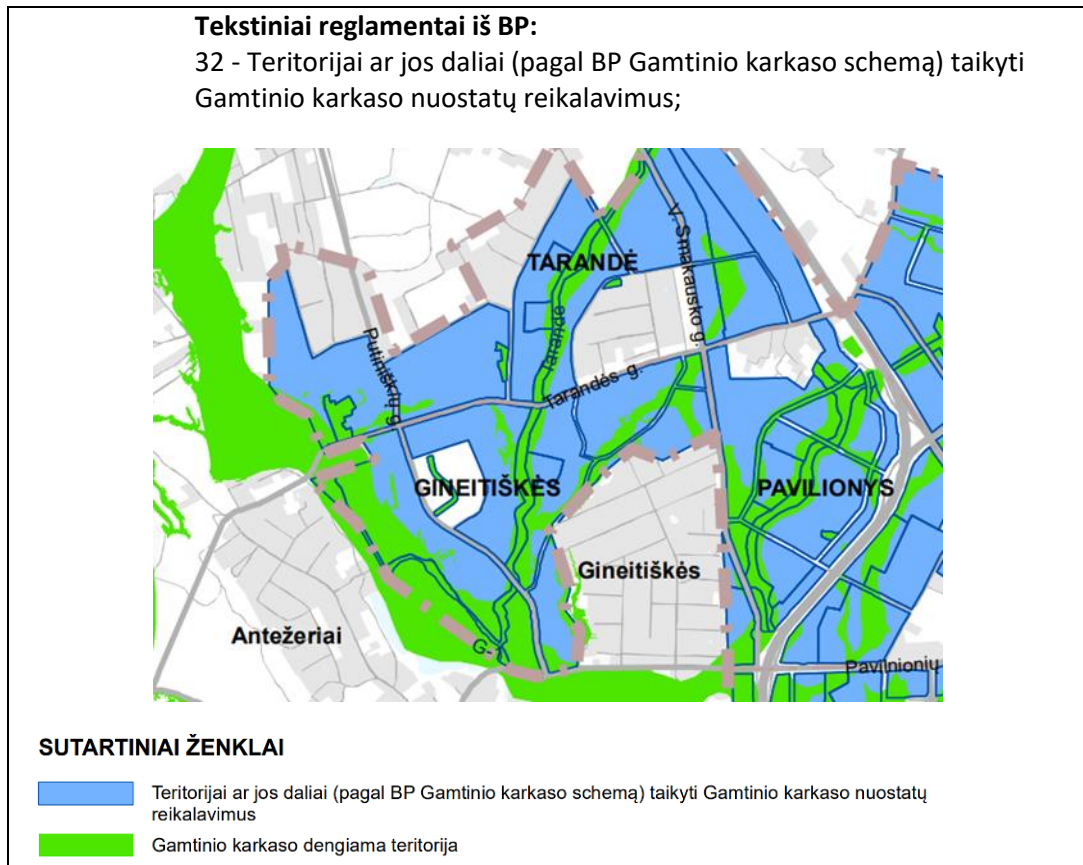 Tekstiniai reglamentai iš BP:
32 - Teritorijai ar jos daliai (pagal BP Gamtinio karkaso schemą) taikyti
Gamtinio karkaso nuostatų reikalavimus;
V. Smakausko g.
TARANDĖ
Tarandė
Putiniškių g.
Tarandės g.
GINEITIŠKĖS
PAVILIONYS
Gineitiškės
Antežeriai
G-
Pavilnionių
SUTARTINIAI ŽENKLAI
Teritorijai ar jos daliai (pagal BP Gamtinio karkaso schemą) taikyti Gamtinio karkaso nuostatų
reikalavimus
Gamtinio karkaso dengiama teritorija